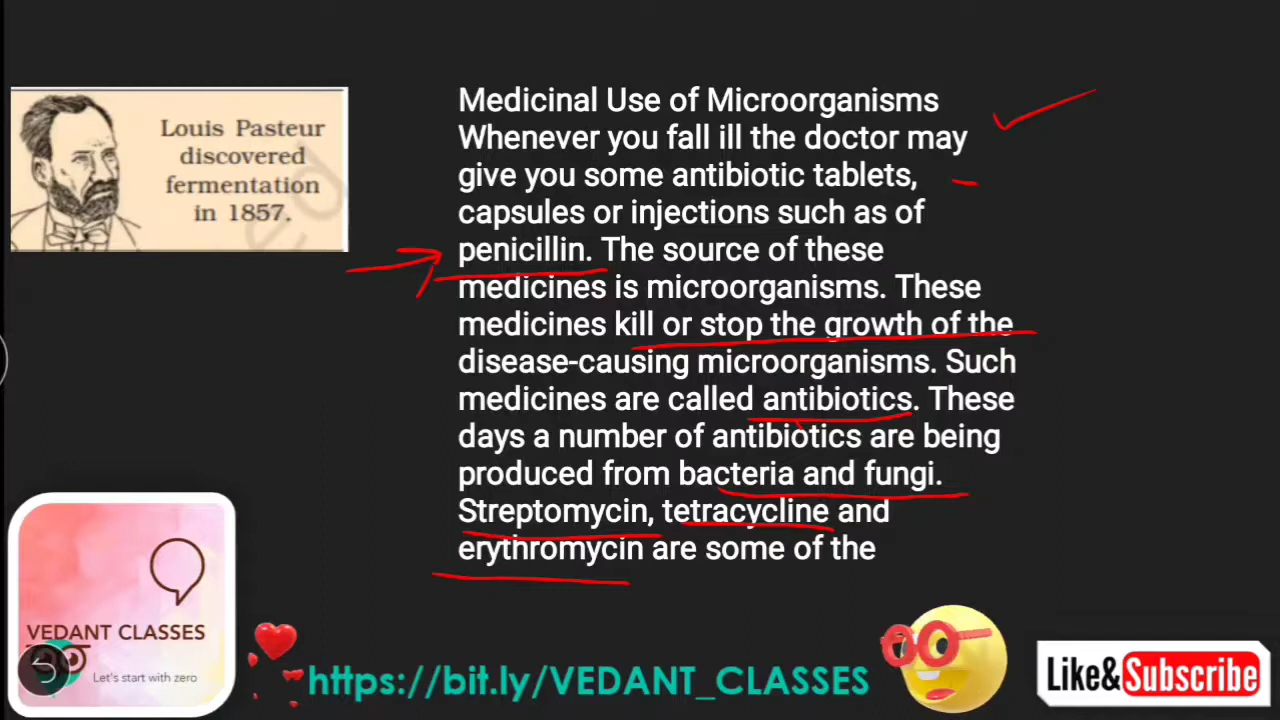 Louis Pasteur
discovered
fermentation
in 1857.
Medicinal Use of Microorganisms
Whenever you fall ill the doctor may
give you some antibiotic tablets,
capsules or injections such as of
penicillin. The source of these
medicines is microorganisms. These
medicines kill or stop the growth of the
disease-causing microorganisms. Such
medicines are called antibiotics. These
days a number of antibiotics are being
produced from bacteria and fungi.
Streptomycin, tetracycline and
erythromycin are some of the
VEDANT CLASSES
Let's start with zero
https://bit.ly/VEDANT_CLASSES
Like&Subscribe